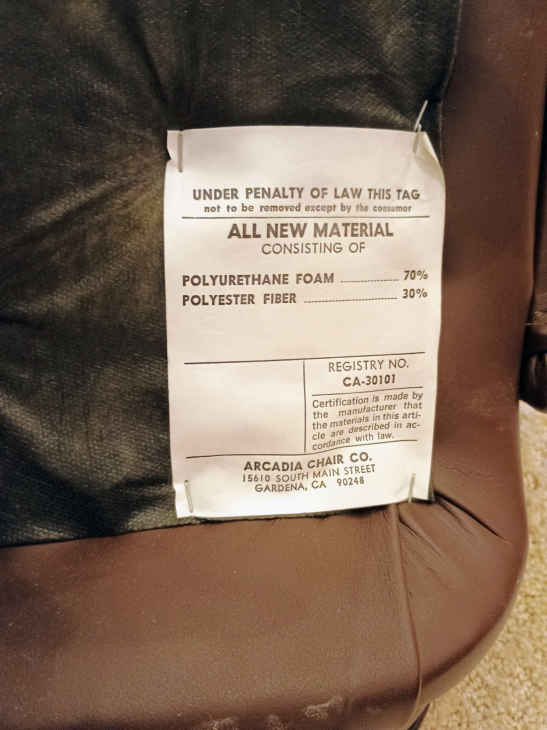 UNDER PENALTY OF LAW THIS TAG
not to be removed except by the consumer
ALL NEW MATERIAL
CONSISTING OF
POLYURETHANE FOAM .................. 70%
POLYESTER FIBER ............................ 30%
REGISTRY NO.
CA-30101
Certification is made by
the manufacturer that
the materials in this arti-
cle are described in ac-
cordance with law.
ARCADIA CHAIR CO.
15610 SOUTH MAIN STREET
GARDENA, CA 90248